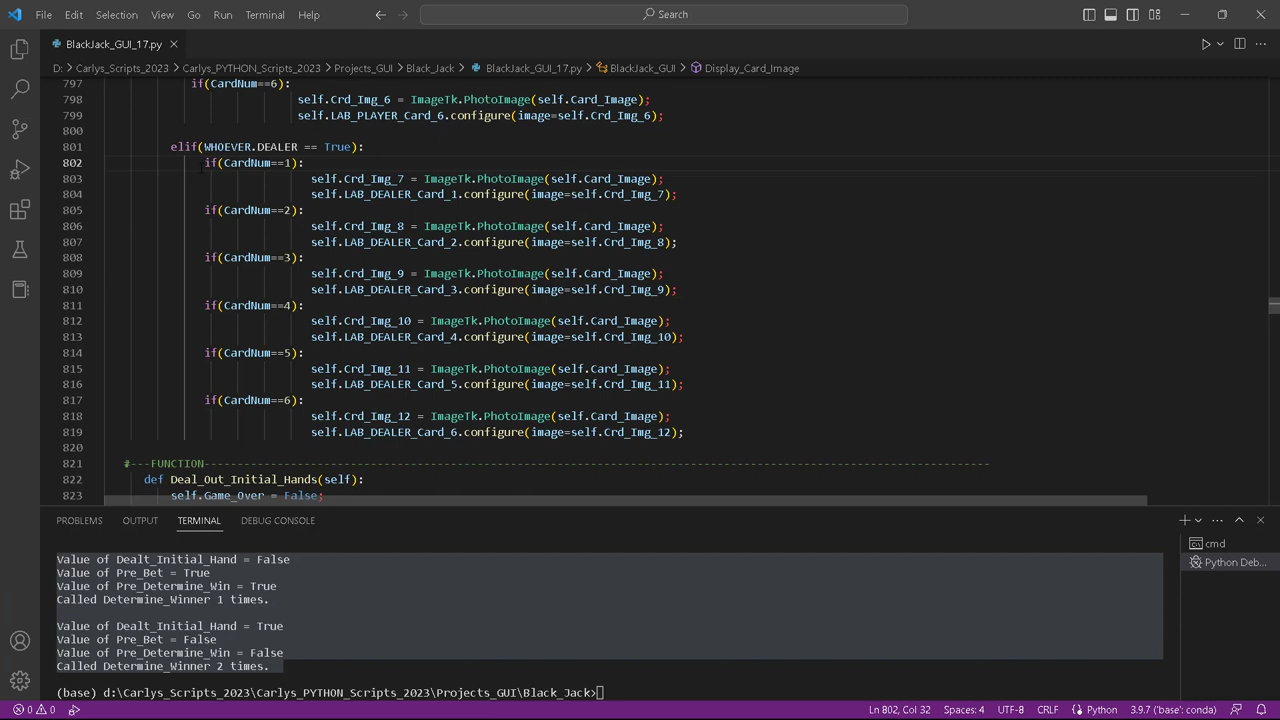 File Edit Selection View Go Run Terminal Help
Search
BlackJack_GUI_17.py
D: > Carlys_Scripts_2023 > Carlys_PYTHON_Scripts_2023 > Projects_GUI > Black_Jack > BlackJack_GUI_17.py > BlackJack_GUI > Display_Card_Image
797 if(CardNum==6):
798 self.Crd_Img_6 = ImageTk.PhotoImage(self.Card_Image);
799 self.LAB_PLAYER_Card_6.configure(image=self.Crd_Img_6);
800
801 elif(WHOEVER.DEALER == True):
802 if(CardNum==1):
803 self.Crd_Img_7 = ImageTk.PhotoImage(self.Card_Image);
804 self.LAB_DEALER_Card_1.configure(image=self.Crd_Img_7);
805 if(CardNum==2):
806 self.Crd_Img_8 = ImageTk.PhotoImage(self.Card_Image);
807 self.LAB_DEALER_Card_2.configure(image=self.Crd_Img_8);
808 if(CardNum==3):
809 self.Crd_Img_9 = ImageTk.PhotoImage(self.Card_Image);
810 self.LAB_DEALER_Card_3.configure(image=self.Crd_Img_9);
811 if(CardNum==4):
812 self.Crd_Img_10 = ImageTk.PhotoImage(self.Card_Image);
813 self.LAB_DEALER_Card_4.configure(image=self.Crd_Img_10);
814 if(CardNum==5):
815 self.Crd_Img_11 = ImageTk.PhotoImage(self.Card_Image);
816 self.LAB_DEALER_Card_5.configure(image=self.Crd_Img_11);
817 if(CardNum==6):
818 self.Crd_Img_12 = ImageTk.PhotoImage(self.Card_Image);
819 self.LAB_DEALER_Card_6.configure(image=self.Crd_Img_12);
820
821 #---FUNCTION----------------------------------------------------------------------------------------------------------------------
822 def Deal_Out_Initial_Hands(self):
823 self.Game_Over = False;
PROBLEMS OUTPUT TERMINAL DEBUG CONSOLE
Value of Dealt_Initial_Hand = False
Value of Pre_Bet = True
Value of Pre_Determine_Win = True
Called Determine_Winner 1 times.
Value of Dealt_Initial_Hand = True
Value of Pre_Bet = False
Value of Pre_Determine_Win = False
Called Determine_Winner 2 times.
(base) d:\Carlys_Scripts_2023\Carlys_PYTHON_Scripts_2023\Projects_GUI\Black_Jack>
cmd
Python Deb...
0 0 Ln 802, Col 32 Spaces: 4 UTF-8 CRLF Python 3.9.7 ('base': conda)